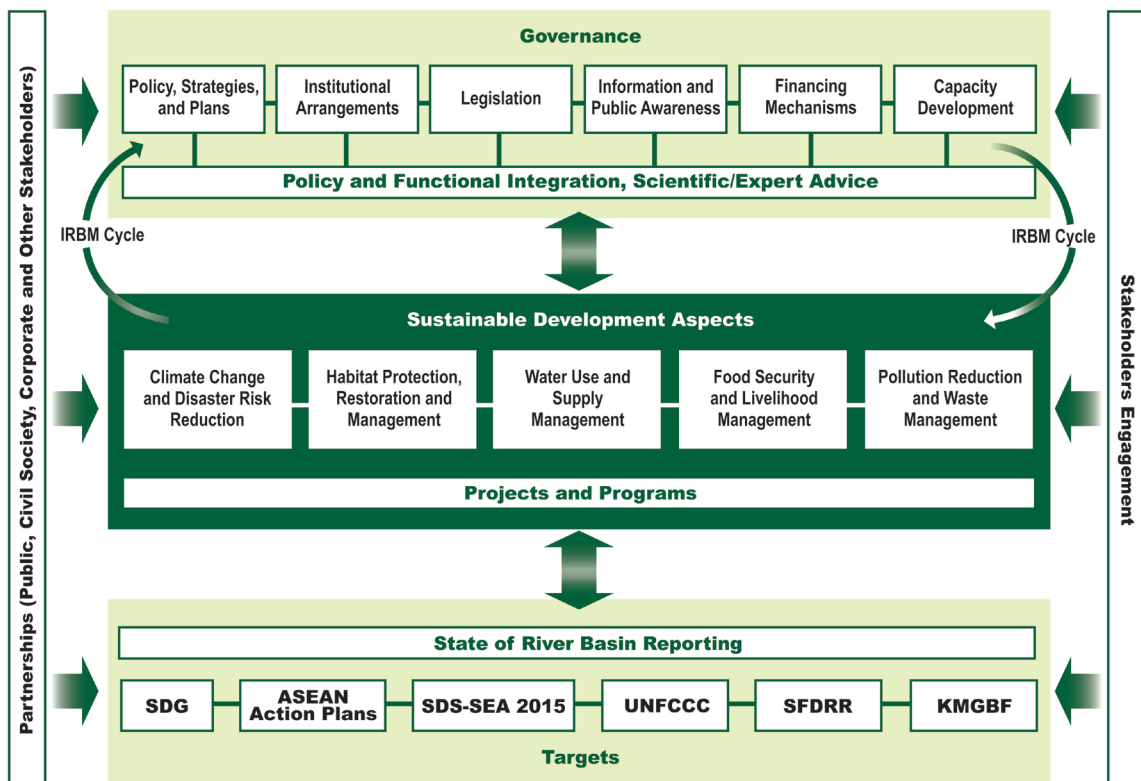 Partnerships (Public, Civil Society, Corporate and Other Stakeholders)
Governance
Policy, Strategies,
and Plans
Institutional
Arrangements
Legislation
Information and
Public Awareness
Financing
Mechanisms
Capacity
Development
Policy and Functional Integration, Scientific/Expert Advice
IRBM Cycle
IRBM Cycle
Sustainable Development Aspects
Climate Change
and Disaster Risk
Reduction
Habitat Protection,
Restoration and
Management
Water Use and
Supply
Management
Food Security
and Livelihood
Management
Pollution Reduction
and Waste
Management
Projects and Programs
State of River Basin Reporting
SDG
ASEAN
Action Plans
SDS-SEA 2015
UNFCCC
SFDRR
KMGBF
Targets
Stakeholders Engagement